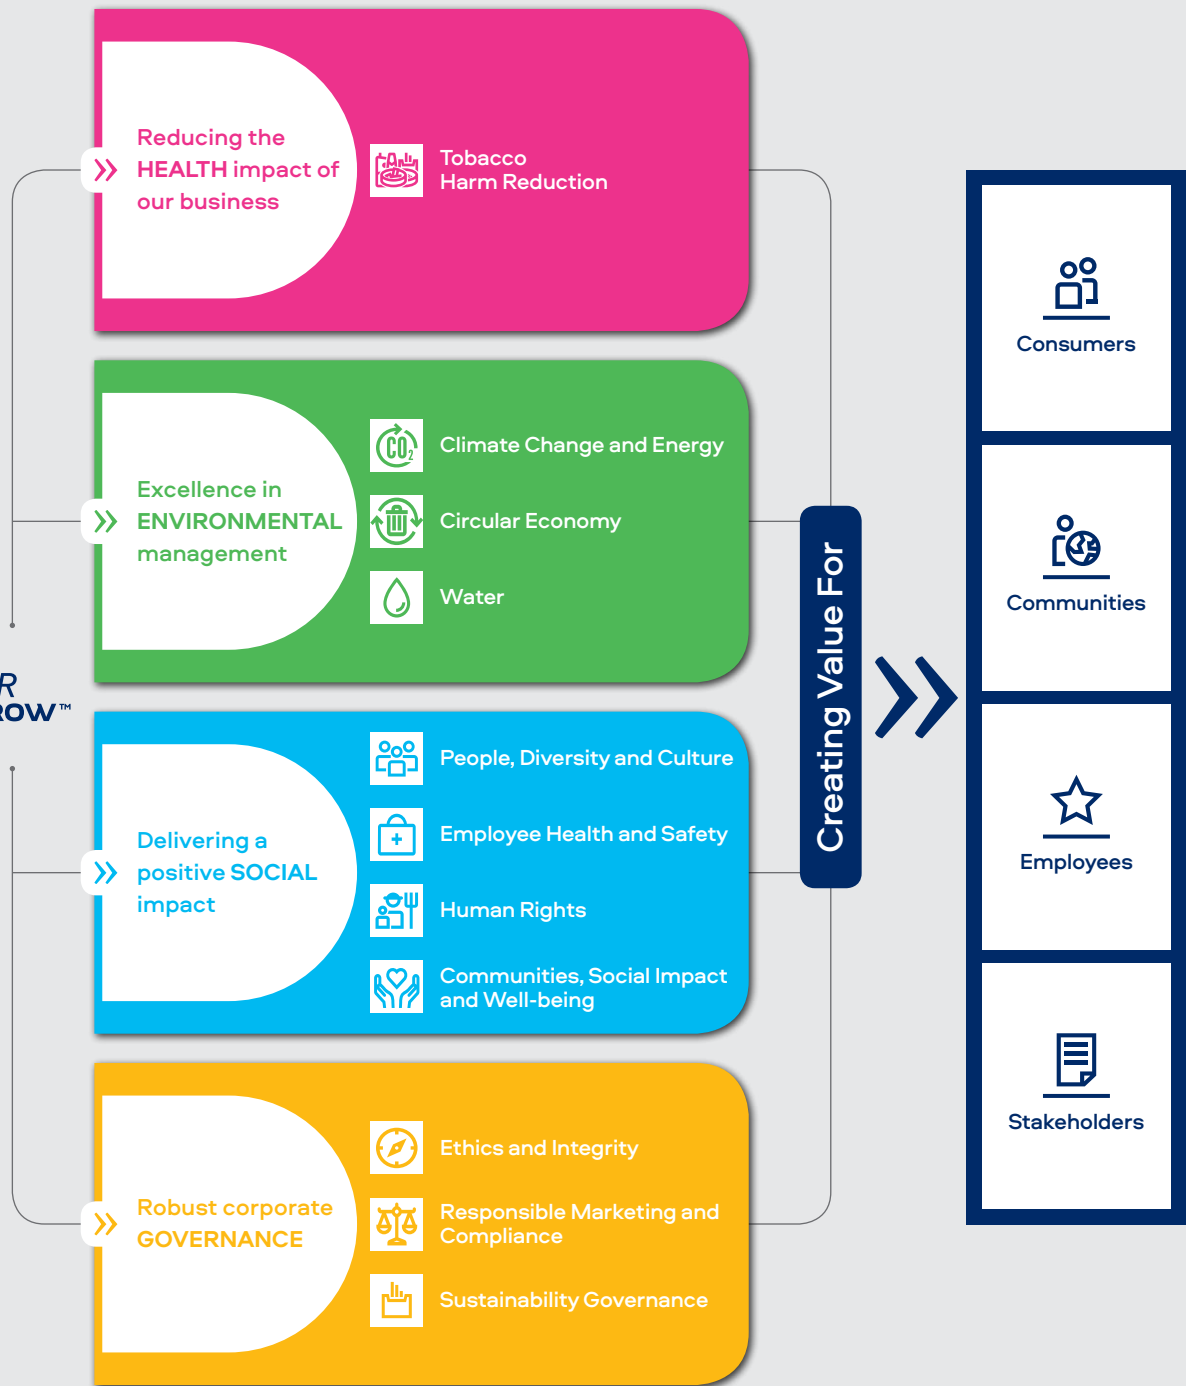 Reducing the
HEALTH impact of
our business
Tobacco
Harm Reduction
Excellence in
ENVIRONMENTAL
management
CO2
Climate Change and Energy
Circular Economy
Water
R
ROW™
Delivering a
positive SOCIAL
impact
People, Diversity and Culture
Employee Health and Safety
Human Rights
Communities, Social Impact
and Well-being
Robust corporate
GOVERNANCE
Ethics and Integrity
Responsible Marketing and
Compliance
Sustainability Governance
Creating Value For
Consumers
Communities
Employees
Stakeholders